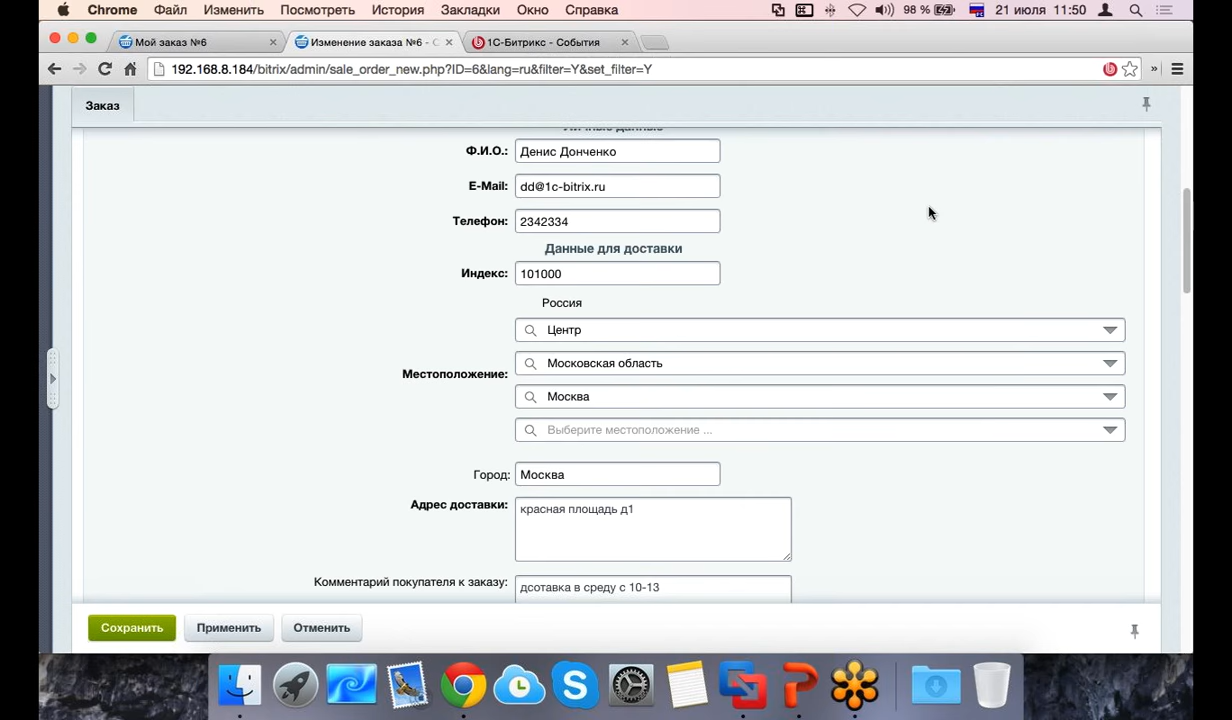 Chrome Файл Изменить Посмотреть История Закладки Окно Справка 98 % 21 июля 11:50
Мой заказ №6 Изменение заказа №6 - С 1С-Битрикс - События
192.168.8.184/bitrix/admin/sale_order_new.php?ID=6&lang=ru&filter=Y&set_filter=Y
Заказ
Личные данные
Ф.И.О.: Денис Донченко
E-Mail: dd@1c-bitrix.ru
Телефон: 2342334
Данные для доставки
Индекс: 101000
Россия
Центр
Московская область
Местоположение:
Москва
Выберите местоположение ...
Город: Москва
Адрес доставки: красная площадь д1
Комментарий покупателя к заказу: дсотавка в среду с 10-13
Сохранить Применить Отменить